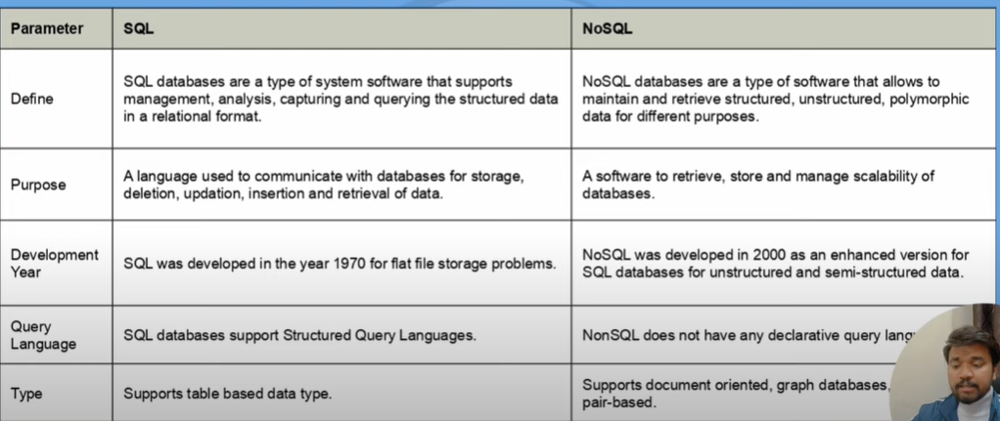 Parameter
SQL
NoSQL
Define
SQL databases are a type of system software that supports
management, analysis, capturing and querying the structured data
in a relational format.
NoSQL databases are a type of software that allows to
maintain and retrieve structured, unstructured, polymorphic
data for different purposes.
Purpose
A language used to communicate with databases for storage,
deletion, updation, insertion and retrieval of data.
A software to retrieve, store and manage scalability of
databases.
Development
Year
SQL was developed in the year 1970 for flat file storage problems.
NoSQL was developed in 2000 as an enhanced version for
SQL databases for unstructured and semi-structured data.
Query
Language
SQL databases support Structured Query Languages.
NonSQL does not have any declarative query
Type
Supports table based data type.
Supports document oriented, graph databases,
pair-based.